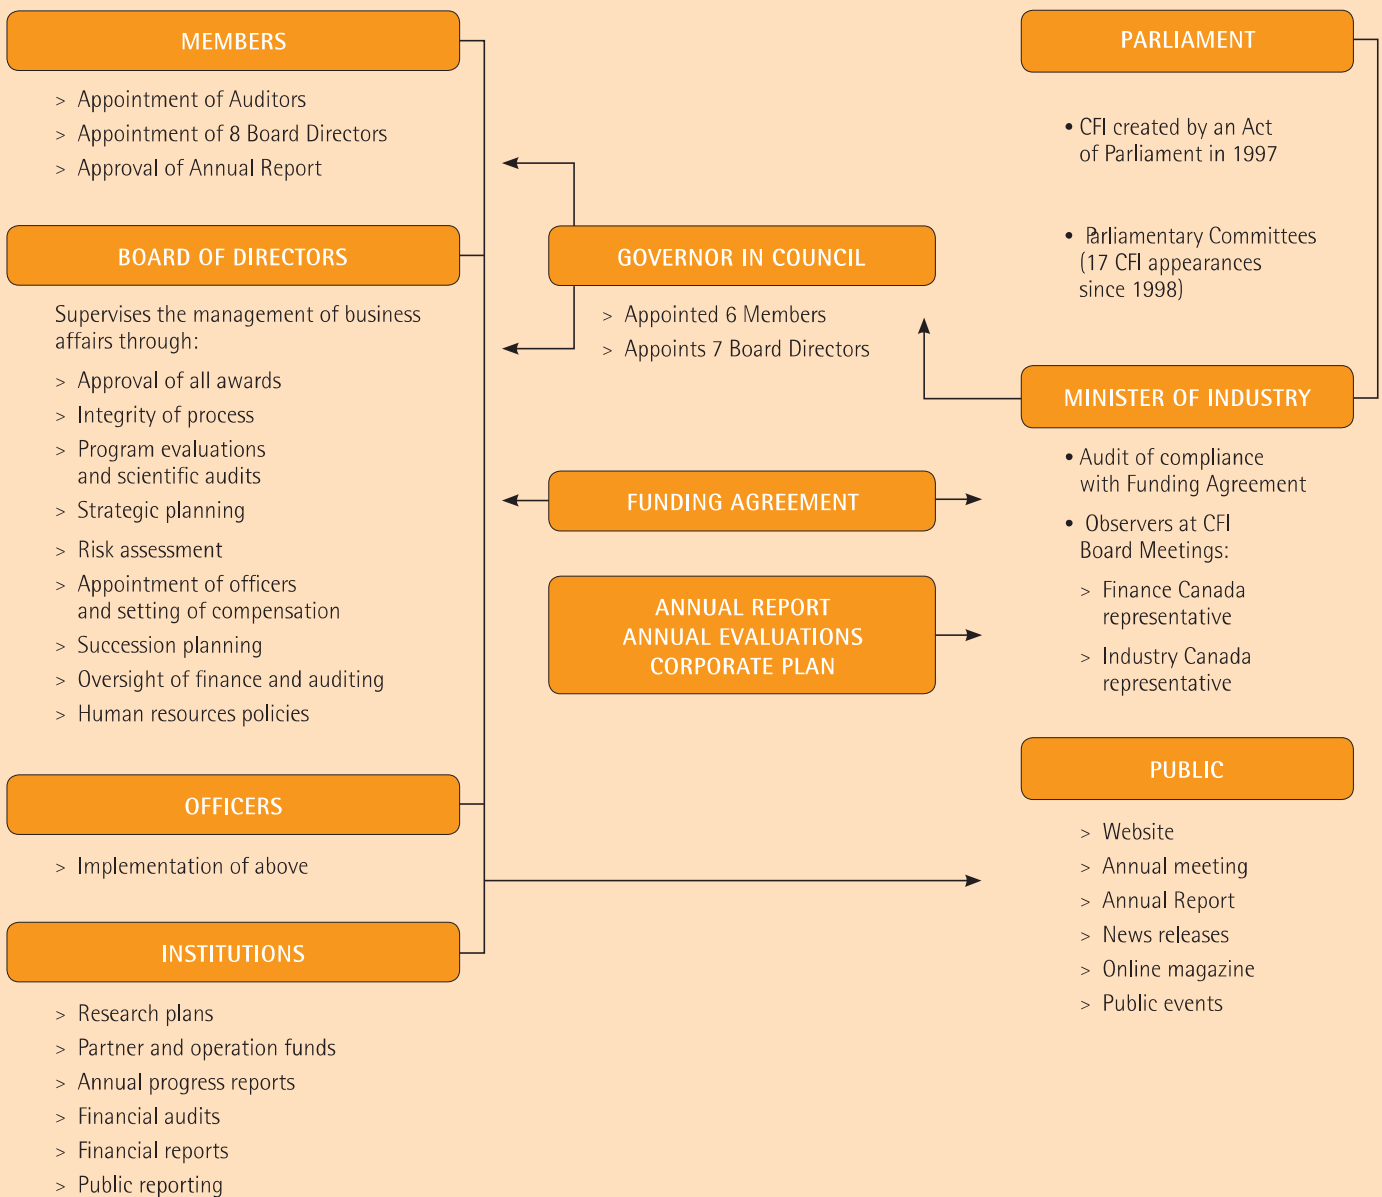 MEMBERS
> Appointment of Auditors
> Appointment of 8 Board Directors
> Approval of Annual Report
BOARD OF DIRECTORS
Supervises the management of business
affairs through:
> Approval of all awards
> Integrity of process
> Program evaluations
and scientific audits
> Strategic planning
> Risk assessment
> Appointment of officers
and setting of compensation
> Succession planning
> Oversight of finance and auditing
> Human resources policies
OFFICERS
> Implementation of above
INSTITUTIONS
> Research plans
> Partner and operation funds
> Annual progress reports
> Financial audits
> Financial reports
> Public reporting
GOVERNOR IN COUNCIL
> Appointed 6 Members
> Appoints 7 Board Directors
FUNDING AGREEMENT
ANNUAL REPORT
ANNUAL EVALUATIONS
CORPORATE PLAN
PARLIAMENT
• CFI created by an Act
of Parliament in 1997
• Parliamentary Committees
(17 CFI appearances
since 1998)
MINISTER OF INDUSTRY
• Audit of compliance
with Funding Agreement
• Observers at CFI
Board Meetings:
> Finance Canada
representative
> Industry Canada
representative
PUBLIC
> Website
> Annual meeting
> Annual Report
> News releases
> Online magazine
> Public events